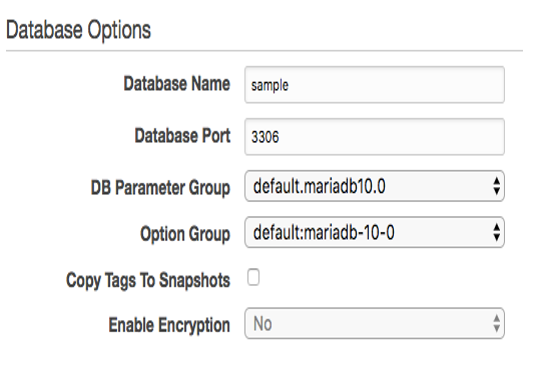 Database Options
Database Name sample
Database Port 3306
DB Parameter Group default.mariadb10.0
Option Group default:mariadb-10-0
Copy Tags To Snapshots
Enable Encryption No